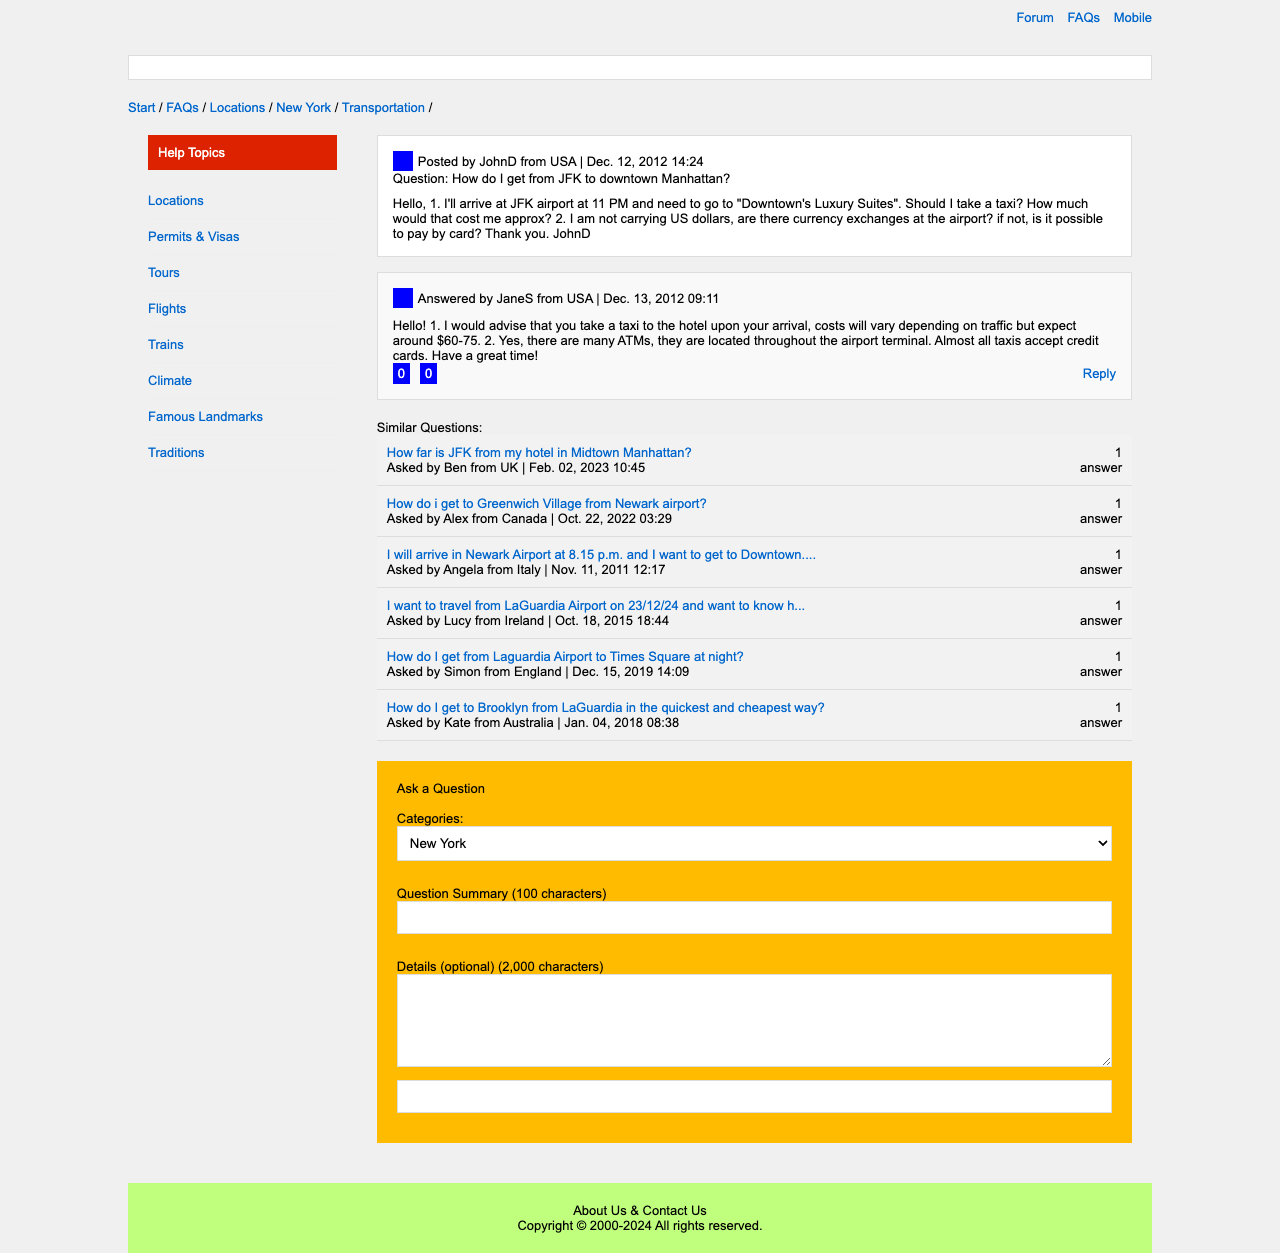 Forum FAQs Mobile
Start / FAQs / Locations / New York / Transportation /
Help Topics
Locations
Permits & Visas
Tours
Flights
Trains
Climate
Famous Landmarks
Traditions
Posted by JohnD from USA | Dec. 12, 2012 14:24
Question: How do I get from JFK to downtown Manhattan?
Hello, 1. I'll arrive at JFK airport at 11 PM and need to go to "Downtown's Luxury Suites". Should I take a taxi? How much
would that cost me approx? 2. I am not carrying US dollars, are there currency exchanges at the airport? if not, is it possible
to pay by card? Thank you. JohnD
Answered by JaneS from USA | Dec. 13, 2012 09:11
Hello! 1. I would advise that you take a taxi to the hotel upon your arrival, costs will vary depending on traffic but expect
around $60-75. 2. Yes, there are many ATMs, they are located throughout the airport terminal. Almost all taxis accept credit
cards. Have a great time!
0 0 Reply
Similar Questions:
How far is JFK from my hotel in Midtown Manhattan? 1
Asked by Ben from UK | Feb. 02, 2023 10:45 answer
How do i get to Greenwich Village from Newark airport? 1
Asked by Alex from Canada | Oct. 22, 2022 03:29 answer
I will arrive in Newark Airport at 8.15 p.m. and I want to get to Downtown.... 1
Asked by Angela from Italy | Nov. 11, 2011 12:17 answer
I want to travel from LaGuardia Airport on 23/12/24 and want to know h... 1
Asked by Lucy from Ireland | Oct. 18, 2015 18:44 answer
How do I get from Laguardia Airport to Times Square at night? 1
Asked by Simon from England | Dec. 15, 2019 14:09 answer
How do I get to Brooklyn from LaGuardia in the quickest and cheapest way? 1
Asked by Kate from Australia | Jan. 04, 2018 08:38 answer
Ask a Question
Categories:
New York
Question Summary (100 characters)
Details (optional) (2,000 characters)
About Us & Contact Us
Copyright © 2000-2024 All rights reserved.